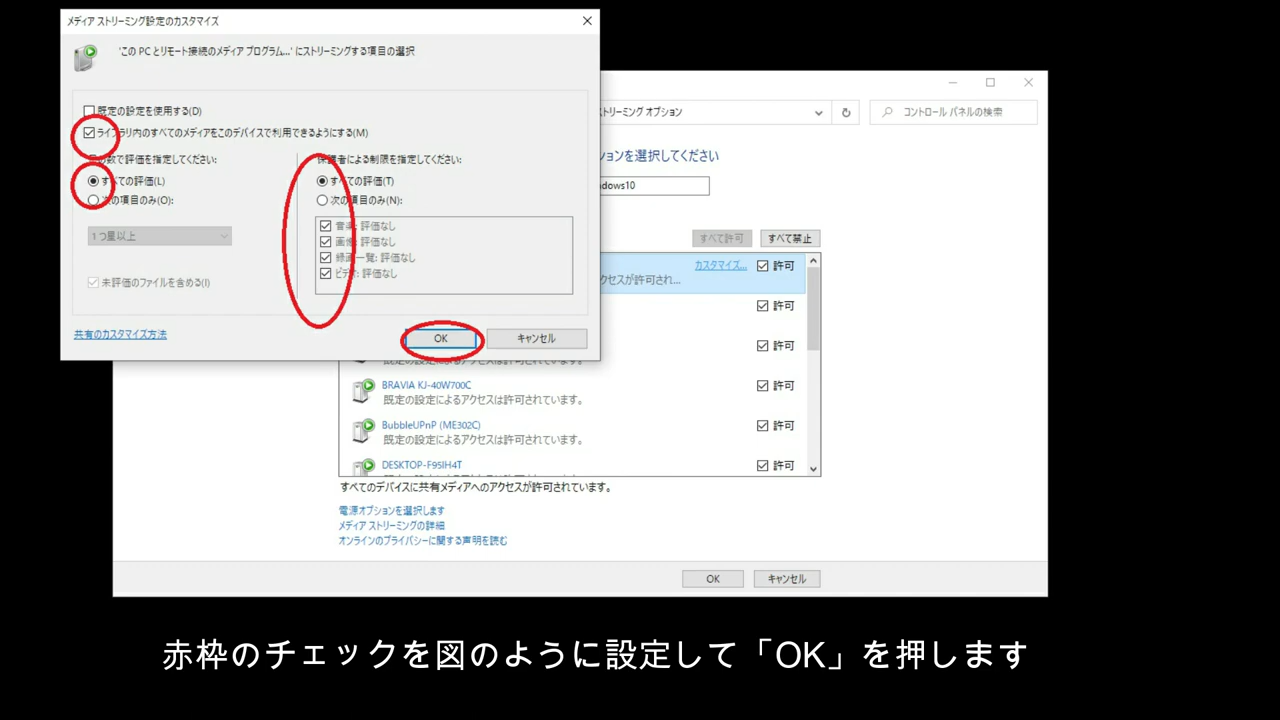 メディア ストリーミング設定のカスタマイズ
'この PC とリモート接続のメディア プログラム...' にストリーミングする項目の選択
既定の設定を使用する(D)
ライブラリ内のすべてのメディアをこのデバイスで利用できるようにする(M)
の数で評価を指定してください:
保護者による制限を指定してください:
すべての評価(L)
すべての評価(T)
次の項目のみ(O):
次の項目のみ(N):
1 つ星以上
音楽: 評価なし
画像: 評価なし
録画一覧: 評価なし
ビデオ: 評価なし
未評価のファイルを含める(I)
共有のカスタマイズ方法
OK
キャンセル
トリーミング オプション
コントロール パネルの検索
ションを選択してください
dows10
すべて許可
すべて禁止
カスタマイズ...
許可
クセスが許可され...
許可
許可
既定の設定によるアクセスは許可されています。
BRAVIA KJ-40W700C
許可
既定の設定によるアクセスは許可されています。
BubbleUPnP (ME302C)
許可
既定の設定によるアクセスは許可されています。
DESKTOP-F95IH4T
許可
すべてのデバイスに共有メディアへのアクセスが許可されています。
電源オプションを選択します
メディア ストリーミングの詳細
オンラインのプライバシーに関する声明を読む
OK
キャンセル
赤枠のチェックを図のように設定して「OK」を押します